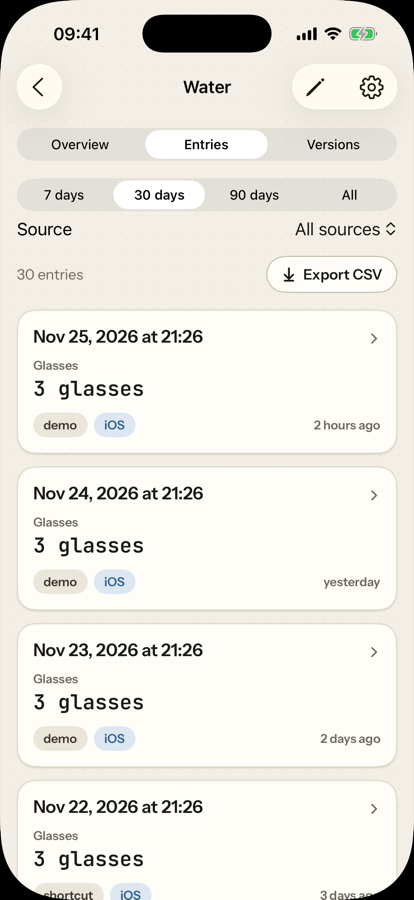 09:41
Water
Overview Entries Versions
7 days 30 days 90 days All
Source All sources
30 entries Export CSV
Nov 25, 2026 at 21:26
Glasses
3 glasses
demo iOS 2 hours ago
Nov 24, 2026 at 21:26
Glasses
3 glasses
demo iOS yesterday
Nov 23, 2026 at 21:26
Glasses
3 glasses
demo iOS 2 days ago
Nov 22, 2026 at 21:26
Glasses
3 glasses
shortcut iOS 3 days ago